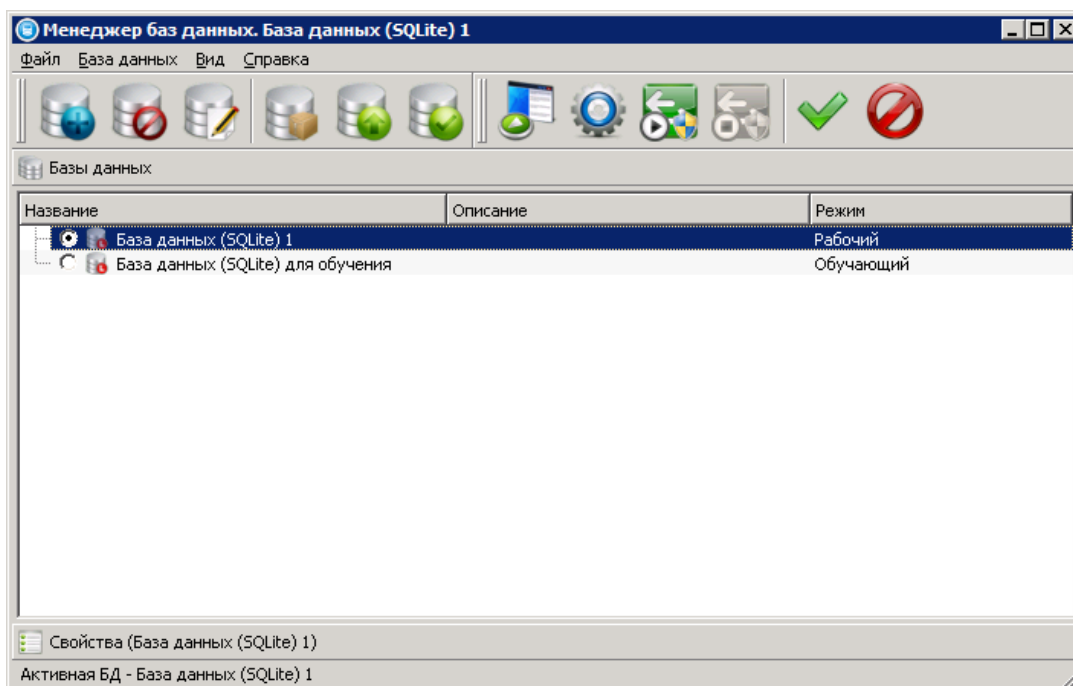 Менеджер баз данных. База данных (SQLite) 1
Файл База данных Вид Справка
Базы данных
Название Описание Режим
База данных (SQLite) 1 Рабочий
База данных (SQLite) для обучения Обучающий
Свойства (База данных (SQLite) 1)
Активная БД - База данных (SQLite) 1